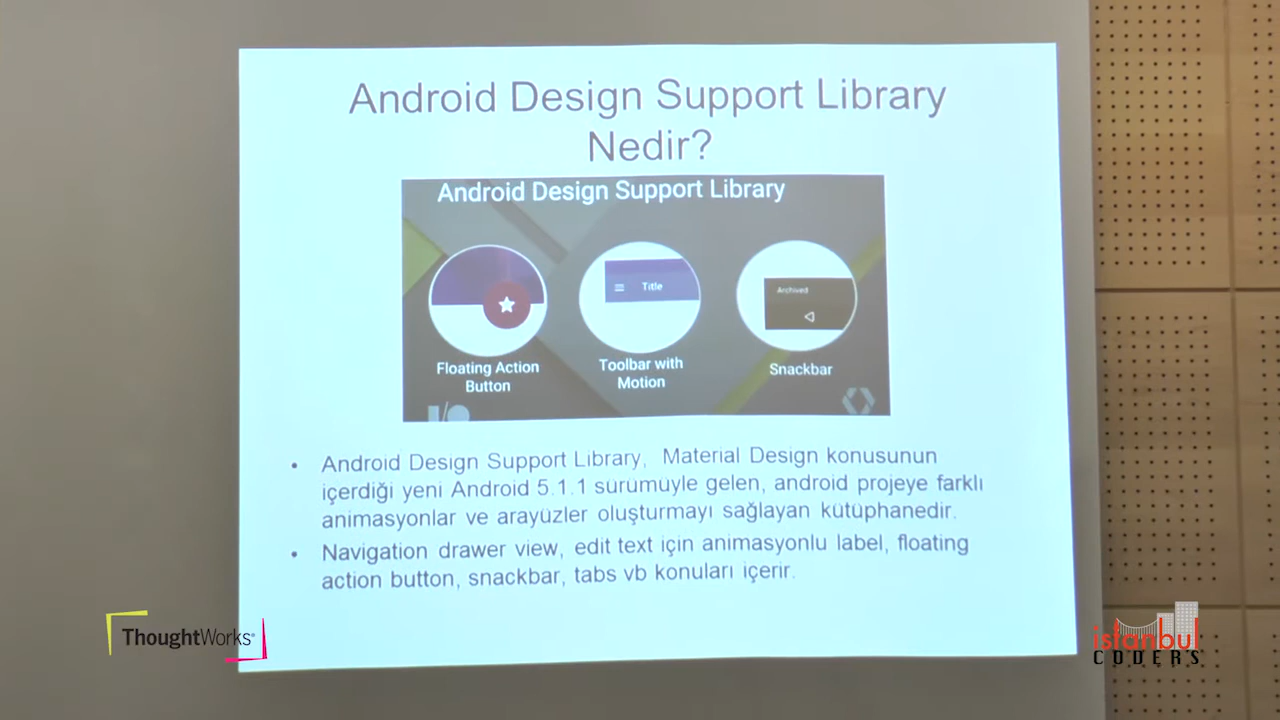 Android Design Support Library
Nedir?
Android Design Support Library
Title
Archived
Floating Action
Button
Toolbar with
Motion
Snackbar
I/O
• Android Design Support Library, Material Design konusunun
içerdiği yeni Android 5.1.1 sürümüyle gelen, android projeye farklı
animasyonlar ve arayüzler oluşturmayı sağlayan kütüphanedir.
• Navigation drawer view, edit text için animasyonlu label, floating
action button, snackbar, tabs vb konuları içerir.
ThoughtWorks®
istanbul
CODERS